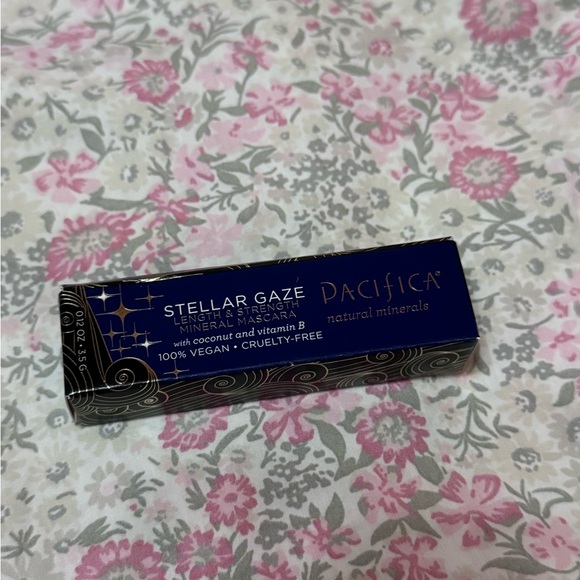 STELLAR GAZE
LENGTH & STRENGTH
MINERAL MASCARA
with coconut and vitamin B
100% VEGAN • CRUELTY-FREE
PACIFICA®
natural minerals
0.12 OZ • 3.5 G